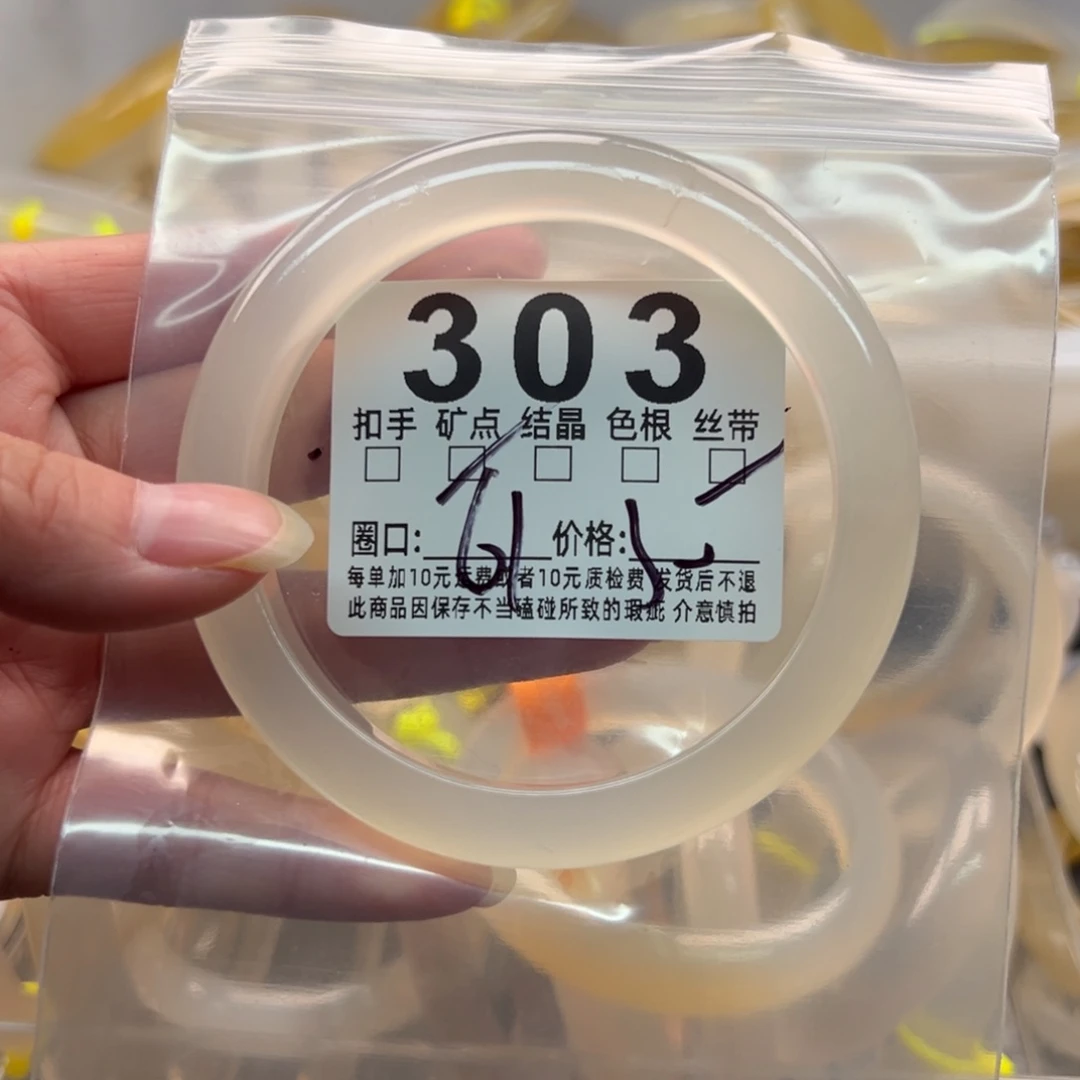 303
扣手 矿点 结晶 色根 丝带
圈口: 61 价格:
每单加10元运费或者10元质检费 发货后不退
此商品因保存不当磕碰所致的瑕疵 介意慎拍